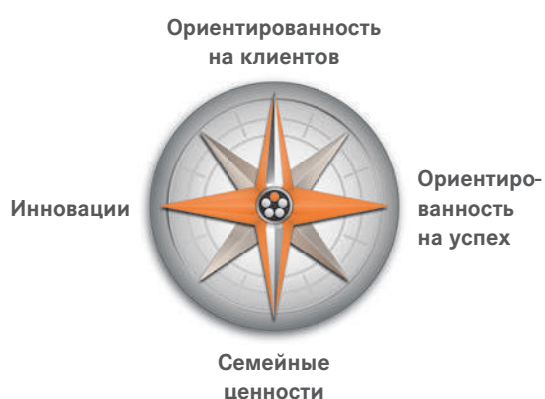 Ориентированность
на клиентов
Инновации
Ориентиро-
ванность
на успех
Семейные
ценности